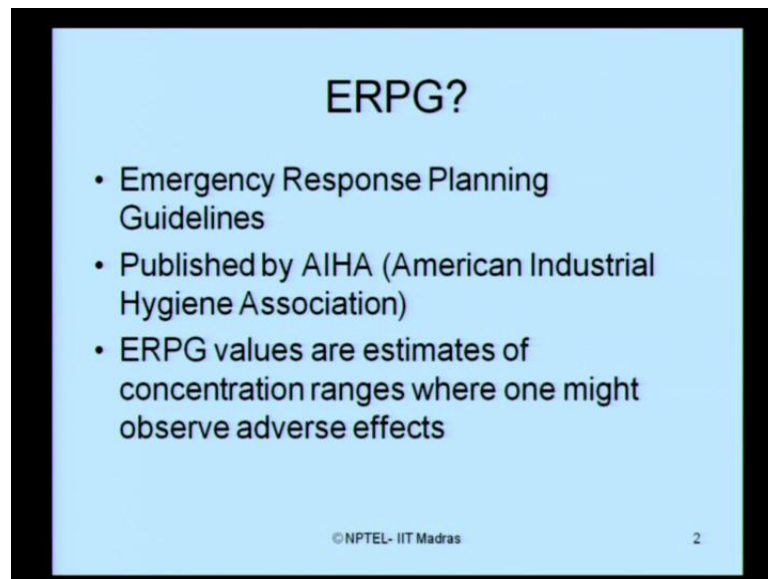 ERPG?
• Emergency Response Planning
Guidelines
• Published by AIHA (American Industrial
Hygiene Association)
• ERPG values are estimates of
concentration ranges where one might
observe adverse effects
©NPTEL- IIT Madras
2